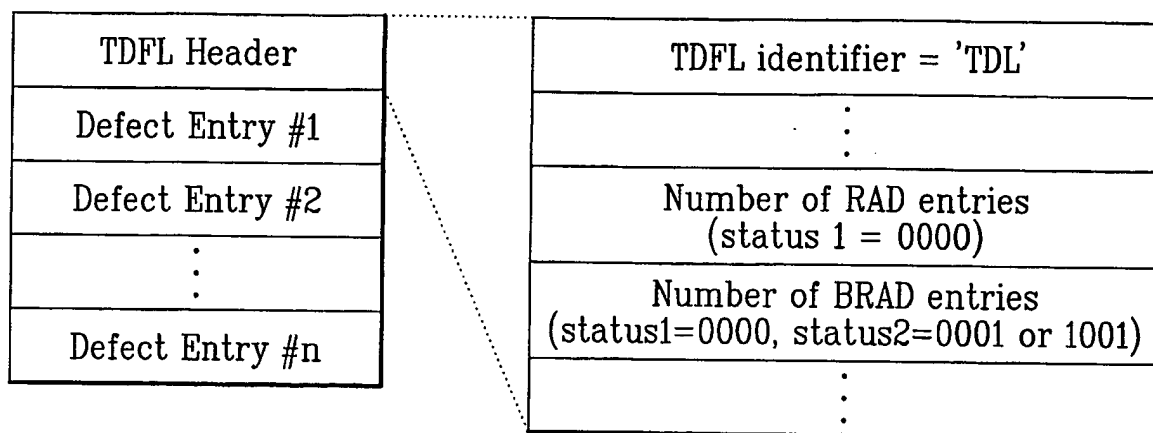 TDFL Header
Defect Entry #1
Defect Entry #2
Defect Entry #n
TDFL identifier = 'TDL'
Number of RAD entries
(status 1 = 0000)
Number of BRAD entries
(status1=0000, status2=0001 or 1001)